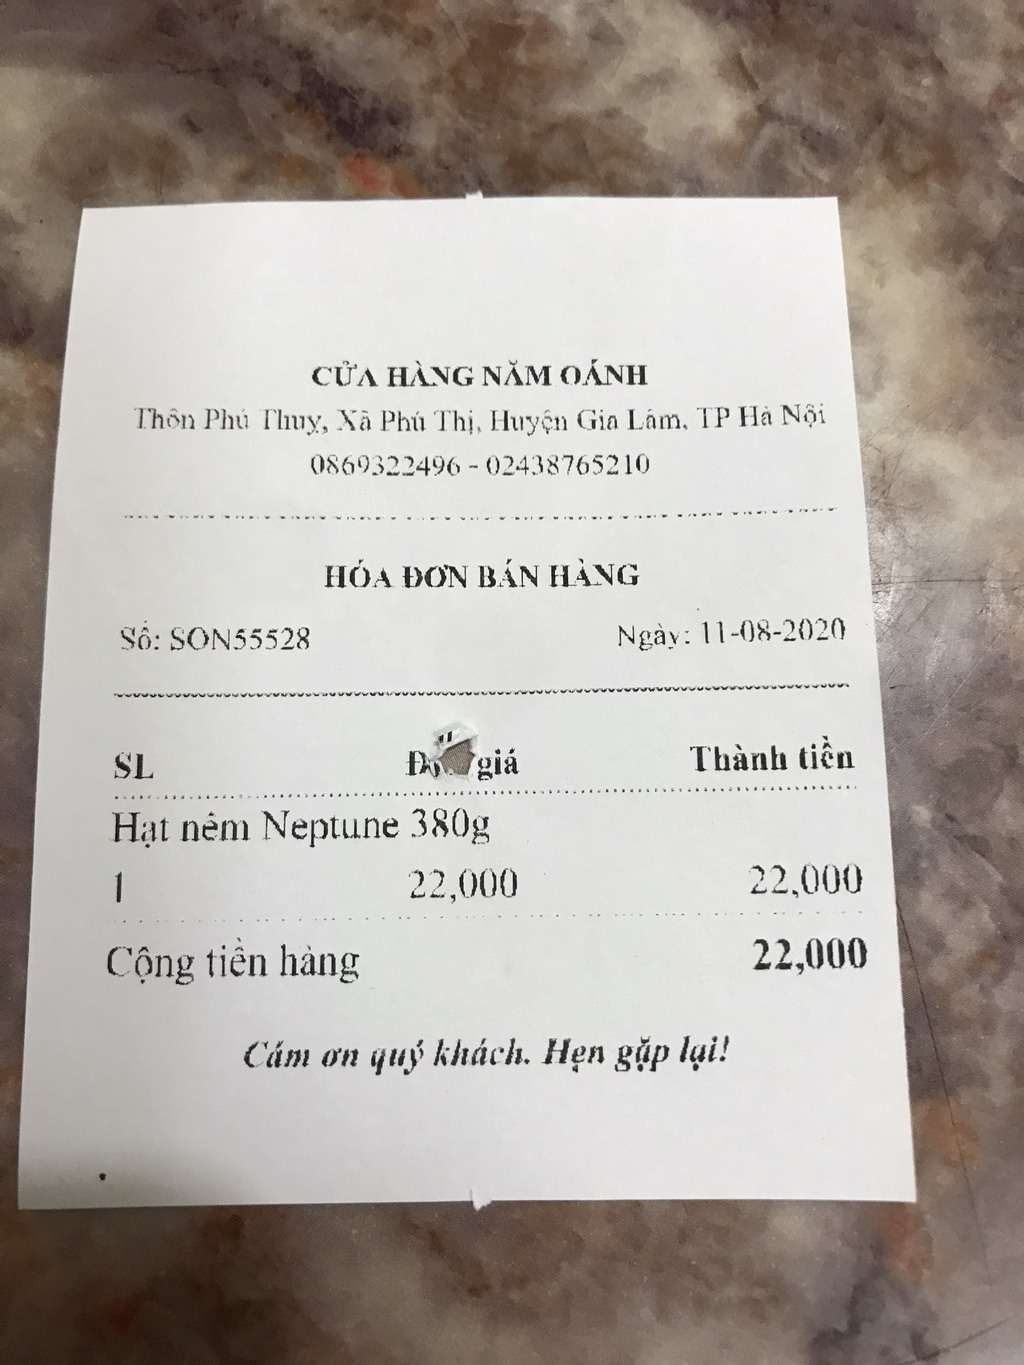 CỬA HÀNG NĂM OÁNH
Thôn Phú Thuỵ, Xã Phú Thị, Huyện Gia Lâm, TP Hà Nội
0869322496 - 02438765210
HÓA ĐƠN BÁN HÀNG
Số: SON55528 Ngày: 11-08-2020
SL giá Thành tiền
Hạt nêm Neptune 380g
1 22,000 22,000
Cộng tiền hàng 22,000
Cám ơn quý khách. Hẹn gặp lại!